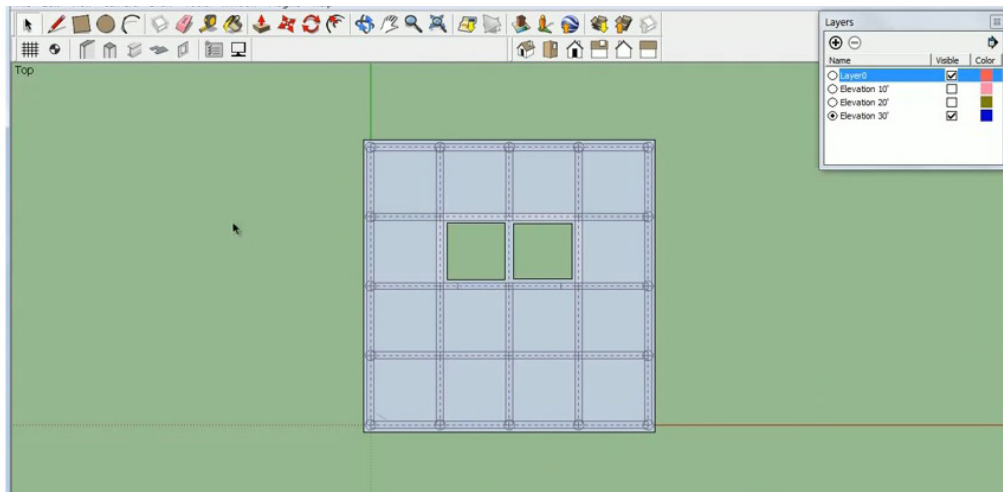 Layers
Name Visible Color
Layer0
Elevation 10'
Elevation 20'
Elevation 30'
Top